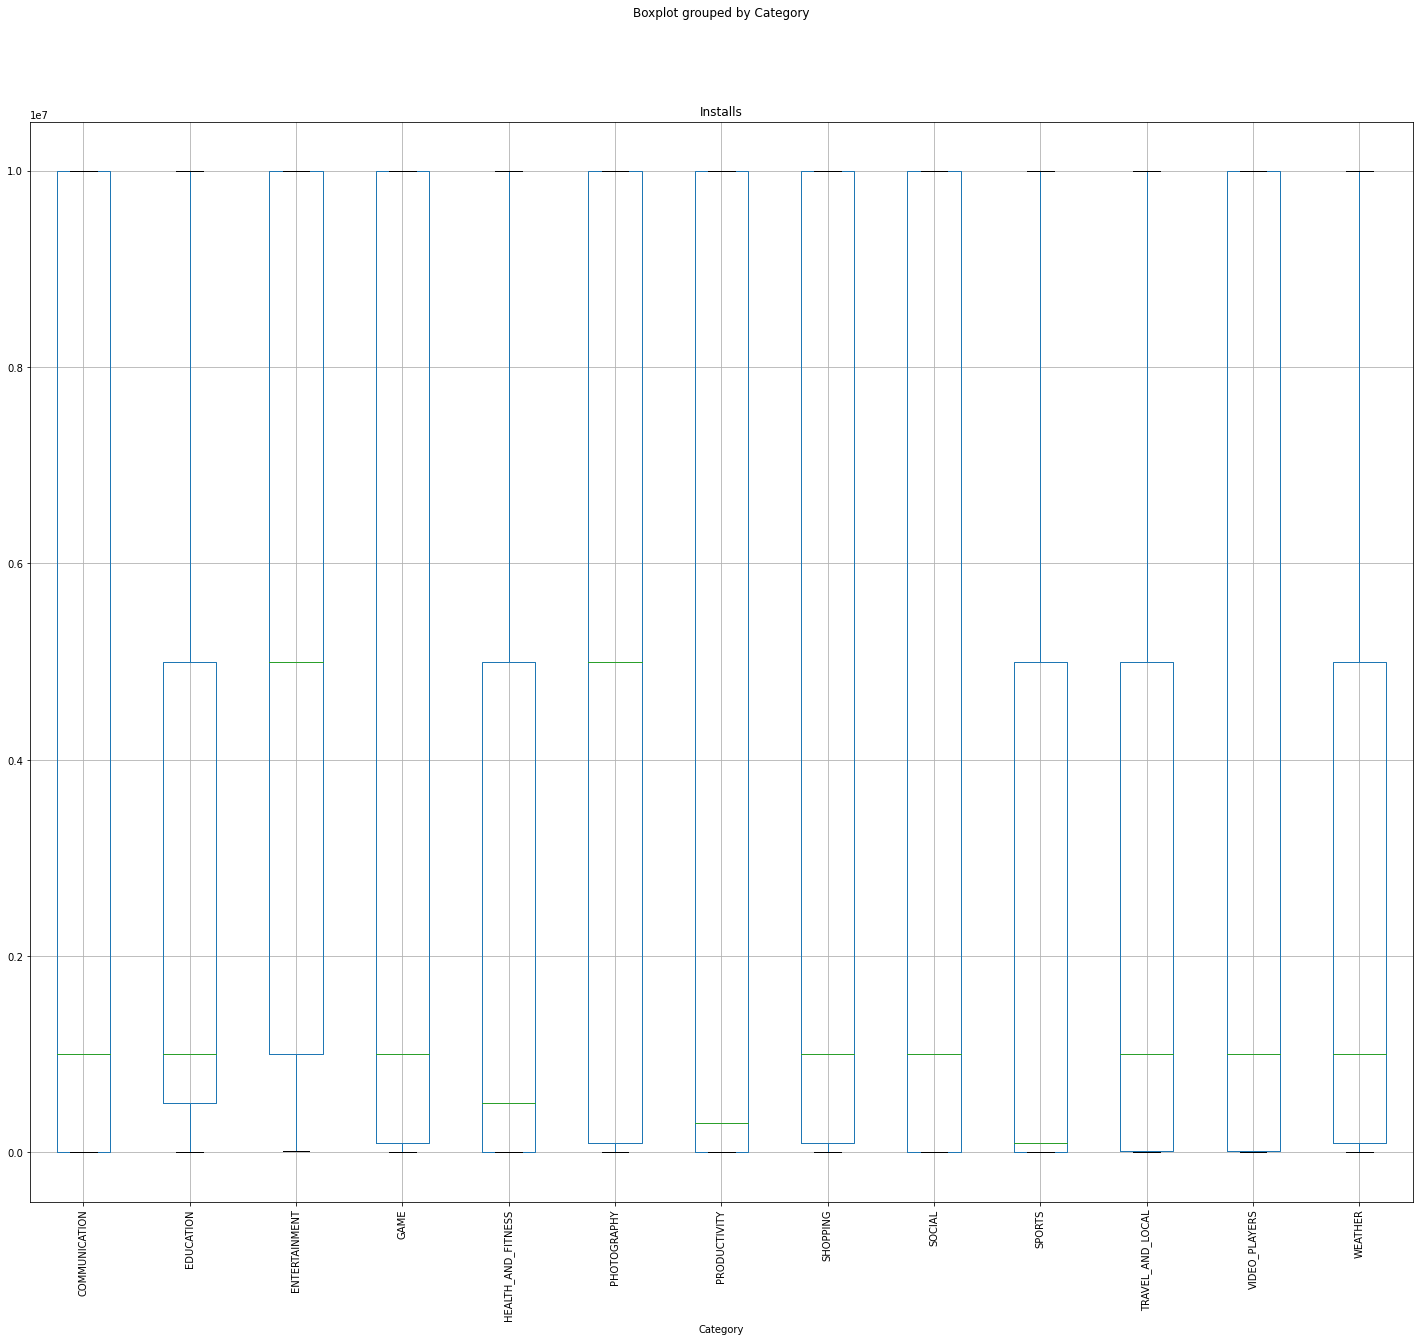 Boxplot grouped by Category
Installs
1e7
1.0
0.8
0.6
0.4
0.2
0.0
COMMUNICATION
EDUCATION
ENTERTAINMENT
GAME
HEALTH_AND_FITNESS
PHOTOGRAPHY
PRODUCTIVITY
SHOPPING
SOCIAL
SPORTS
TRAVEL_AND_LOCAL
VIDEO_PLAYERS
WEATHER
Category